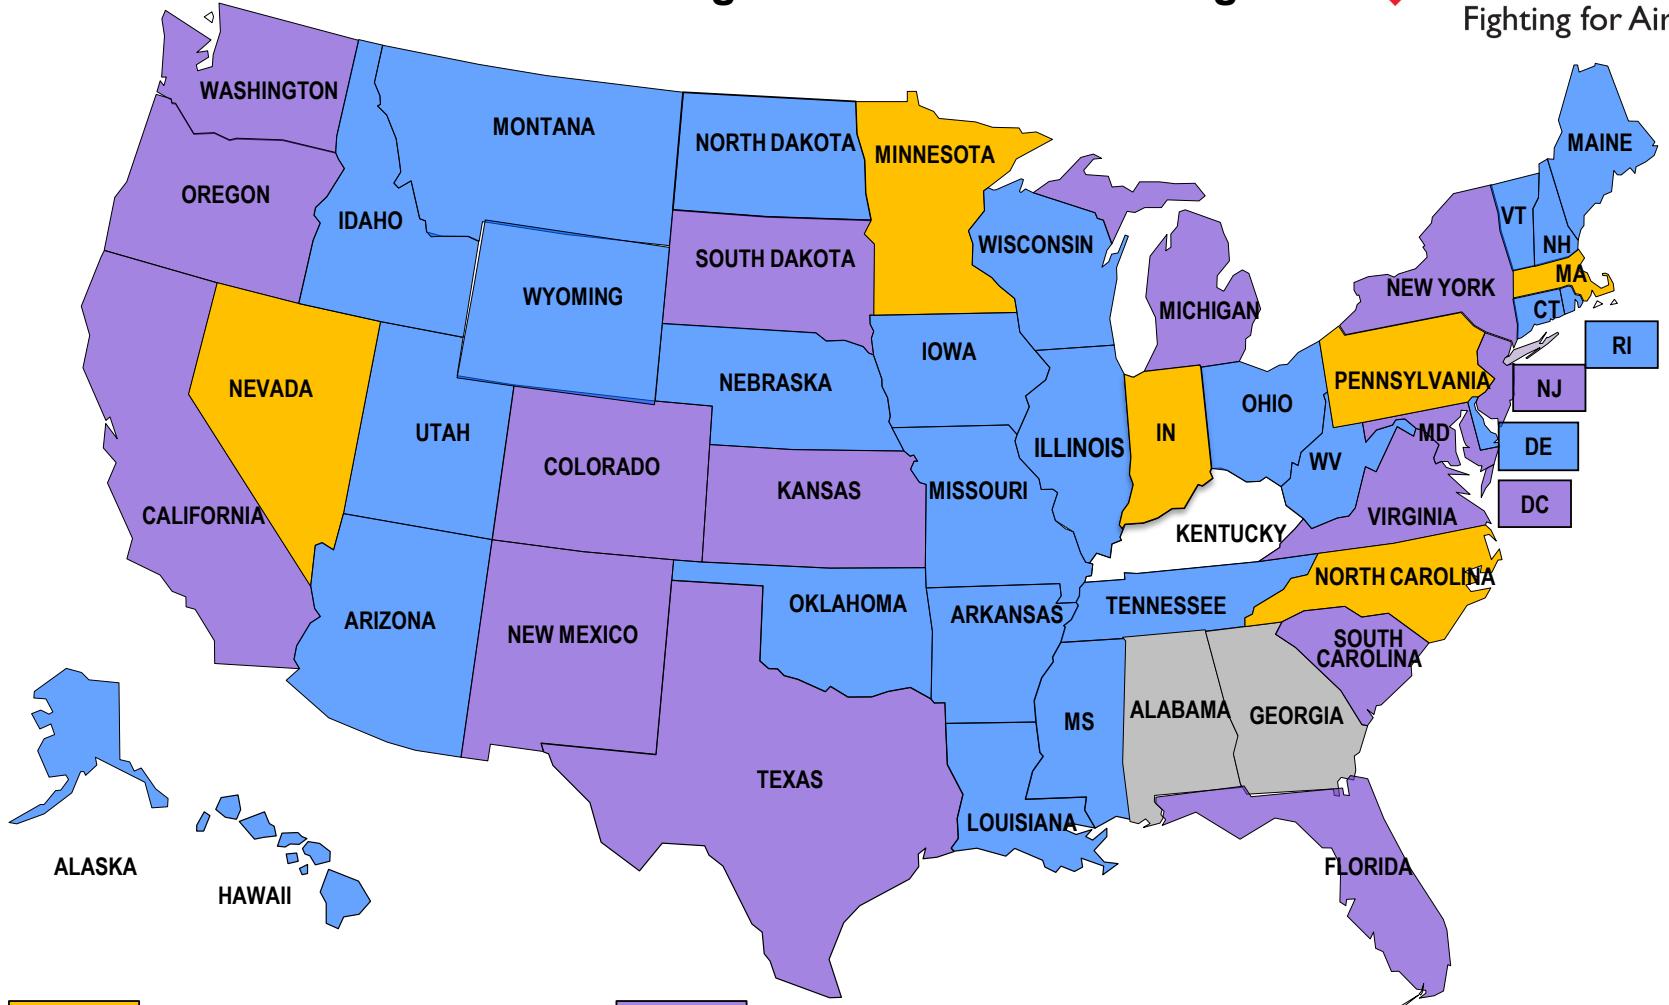 Fighting for Air
WASHINGTON
MONTANA
NORTH DAKOTA
MINNESOTA
MAINE
OREGON
IDAHO
VT
WISCONSIN
NH
SOUTH DAKOTA
MA
WYOMING
NEW YORK
MICHIGAN
CT
RI
IOWA
NEBRASKA
NEVADA
PENNSYLVANIA
NJ
OHIO
UTAH
IN
MD
ILLINOIS
DE
COLORADO
WV
KANSAS
MISSOURI
DC
CALIFORNIA
VIRGINIA
KENTUCKY
NORTH CAROLINA
OKLAHOMA
TENNESSEE
ARKANSAS
ARIZONA
NEW MEXICO
SOUTH
CAROLINA
ALABAMA
GEORGIA
MS
TEXAS
LOUISIANA
ALASKA
FLORIDA
HAWAII